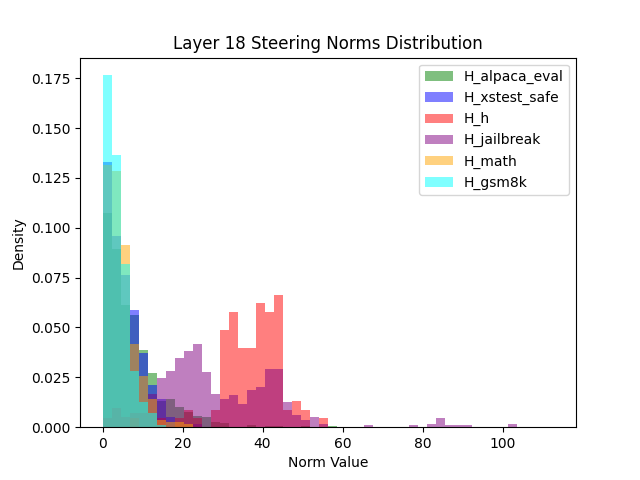 Layer 18 Steering Norms Distribution
H_alpaca_eval
H_xstest_safe
H_h
H_jailbreak
H_math
H_gsm8k
Density
0.175
0.150
0.125
0.100
0.075
0.050
0.025
0.000
0 20 40 60 80 100
Norm Value